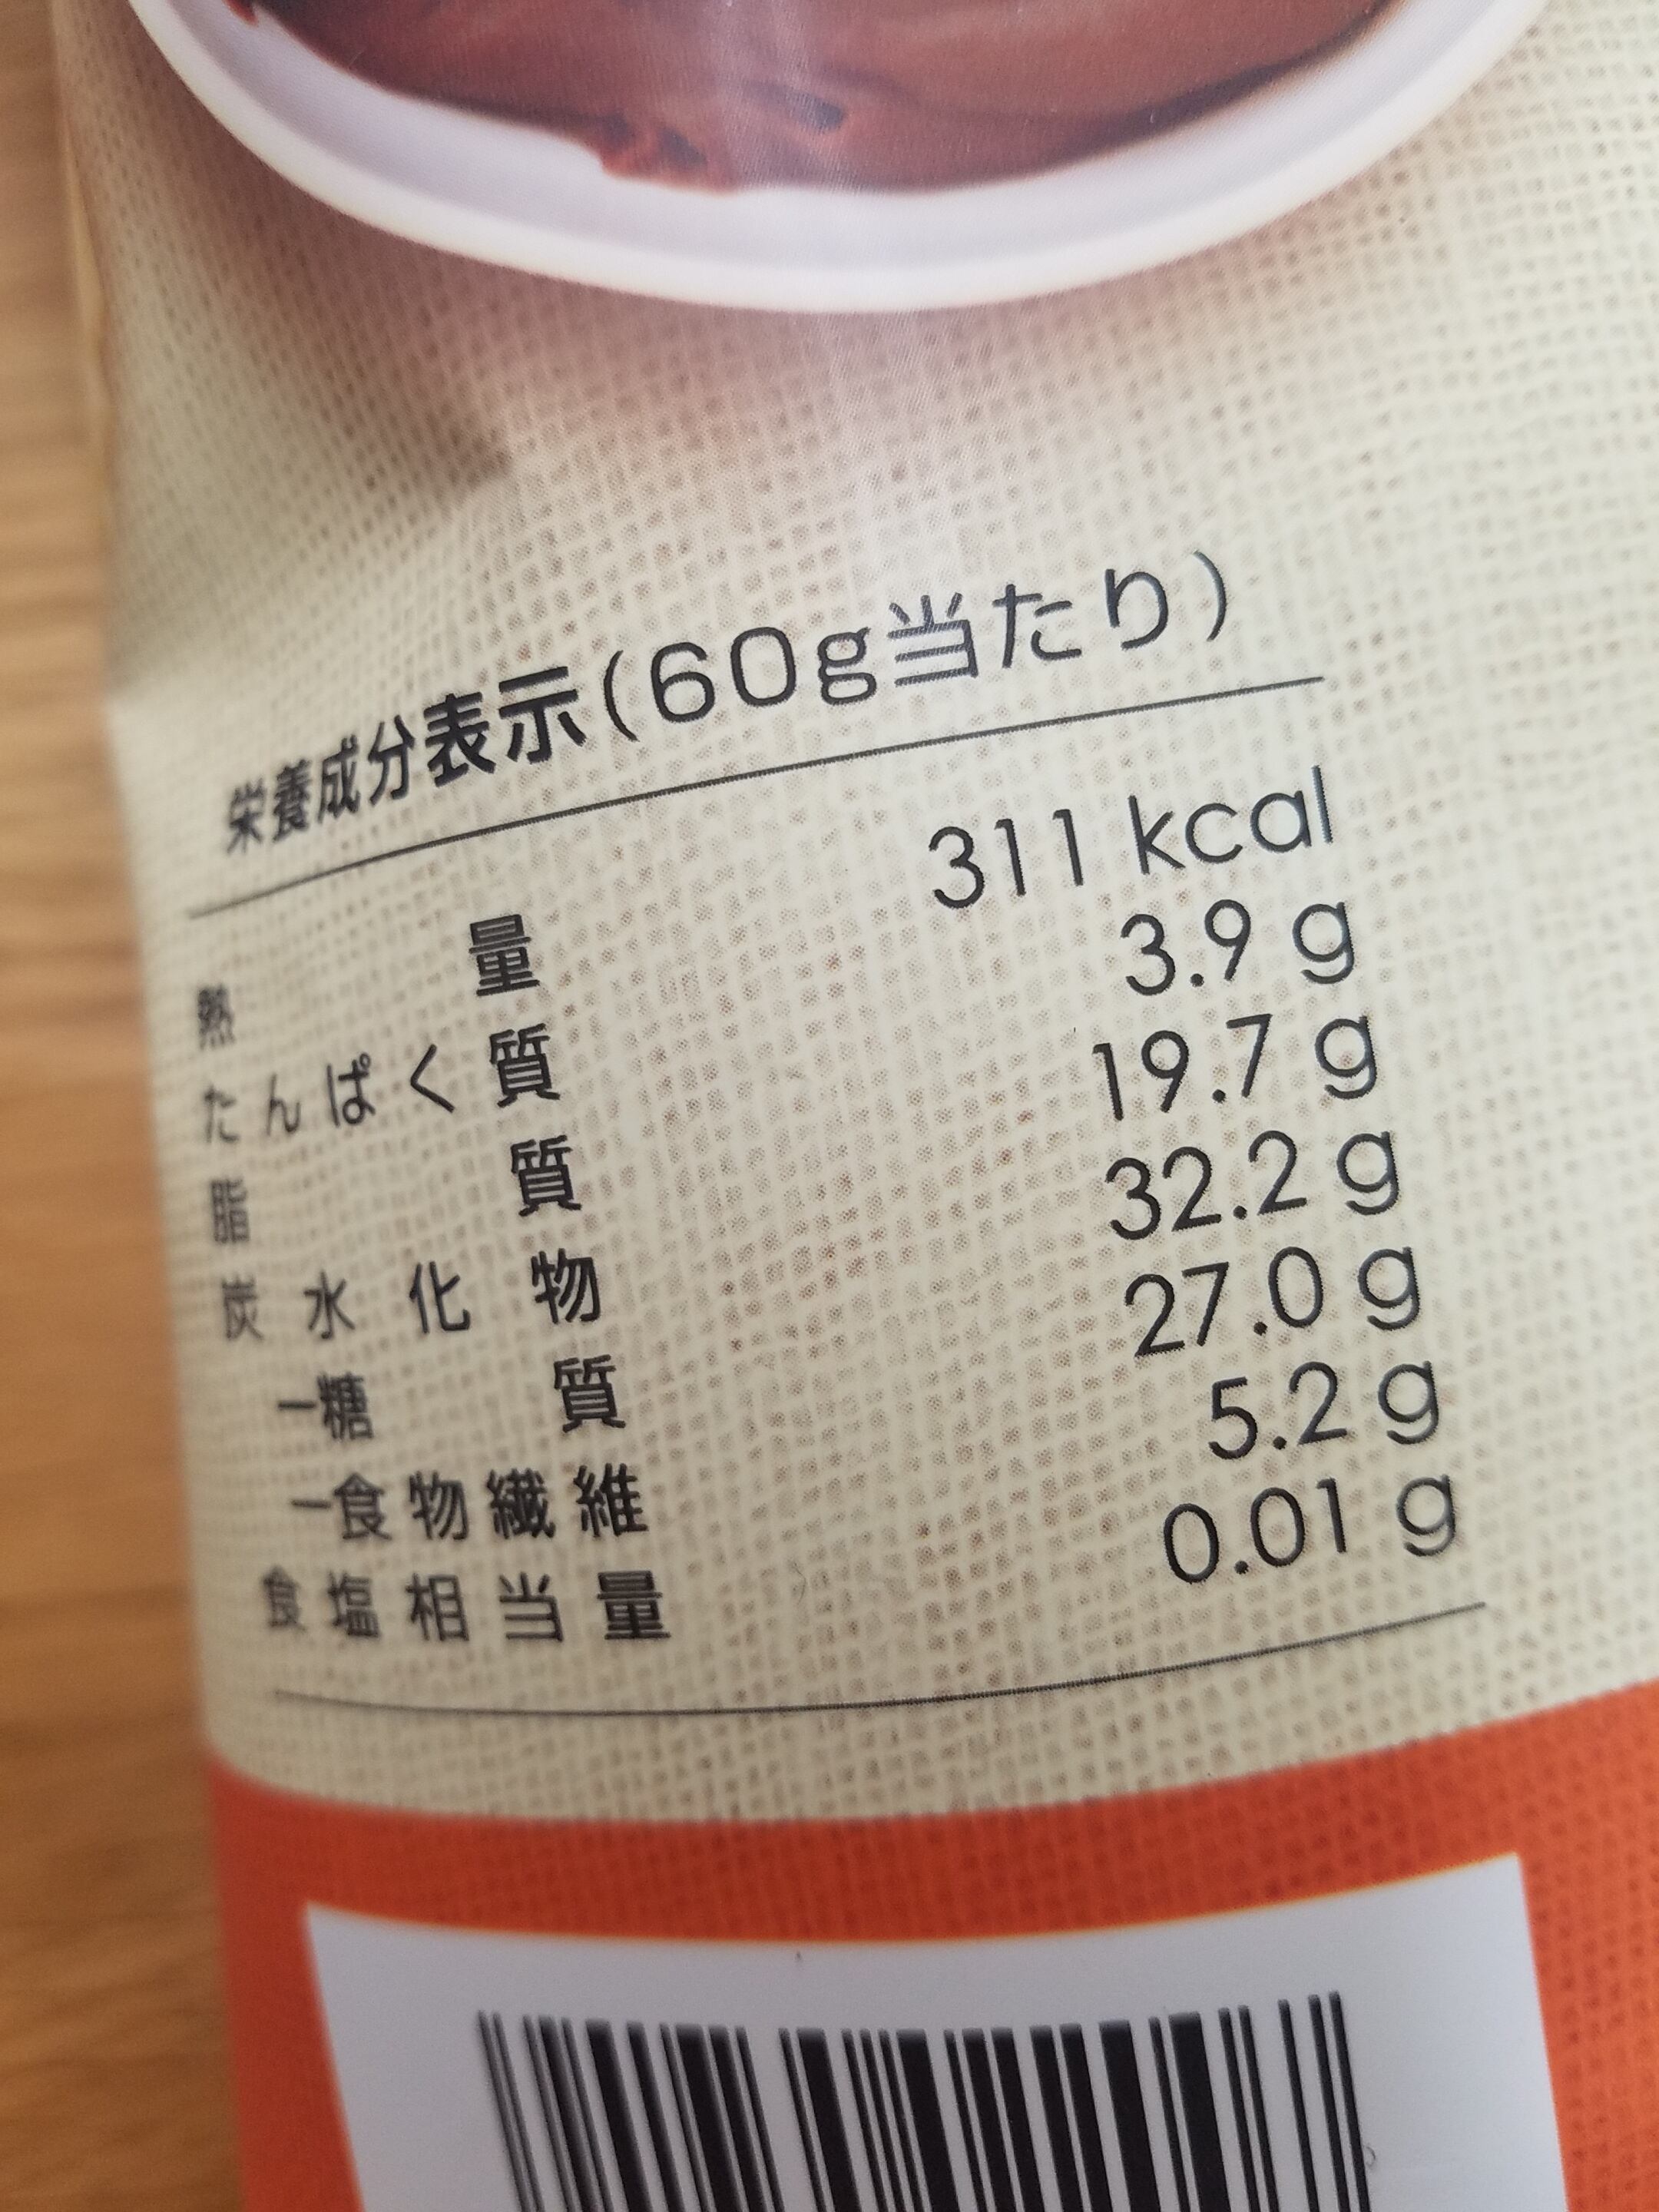 栄養成分表示(60g当たり)
熱量 311 kcal
たんぱく質 3.9 g
脂質 19.7 g
炭水化物 32.2 g
−糖質 27.0 g
−食物繊維 5.2 g
食塩相当量 0.01 g